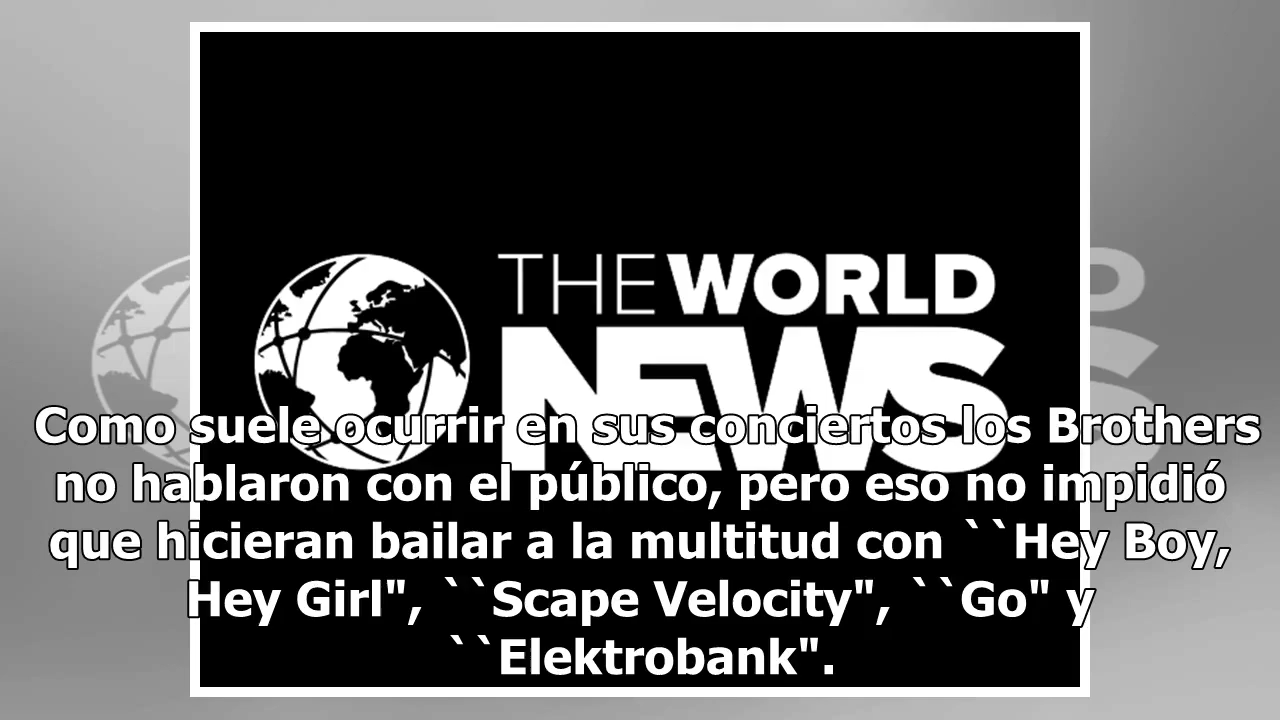 THE WORLD
NEWS
Como suele ocurrir en sus conciertos los Brothers
no hablaron con el público, pero eso no impidió
que hicieran bailar a la multitud con ``Hey Boy,
Hey Girl", ``Scape Velocity", ``Go" y
``Elektrobank".